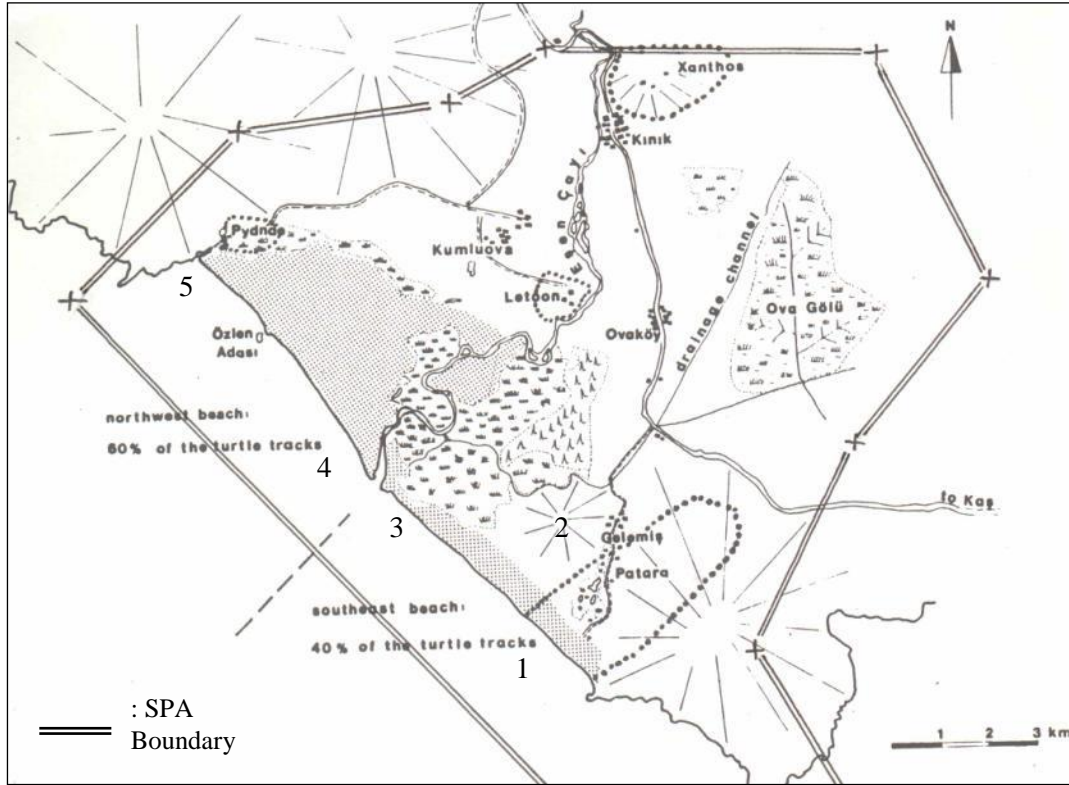 N
Xanthos
Kınık
Eşen Çayı
Pydnae
Kumluova
Letoon
drainage channel
Ova Gölü
Ovaköy
5
Özlen
Adası
northwest beach:
60% of the turtle tracks
4
3
2
Gelemiş
Patara
to Kaş
southeast beach:
40% of the turtle tracks
1
: SPA
Boundary
1 2 3 km